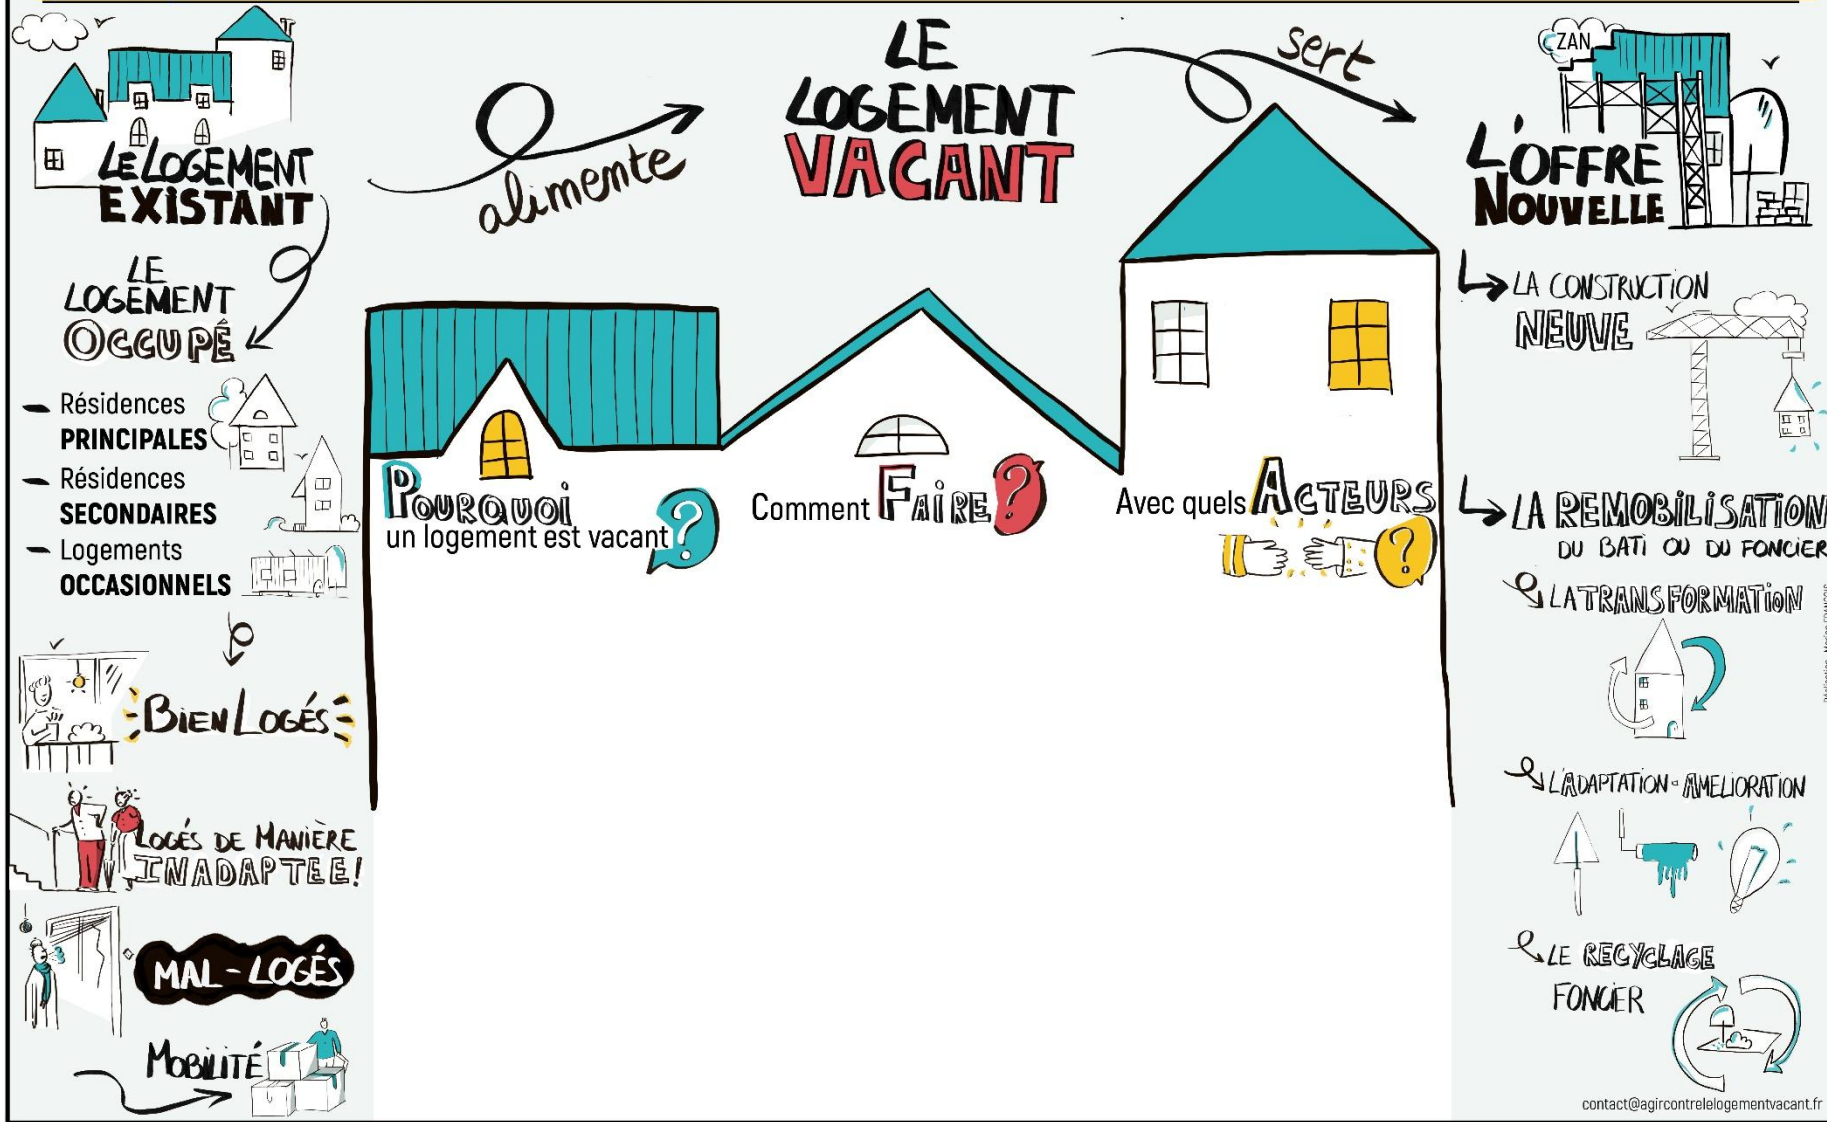 LE LOGEMENT
EXISTANT
LE
LOGEMENT
OCCUPÉ
Résidences
PRINCIPALES
Résidences
SECONDAIRES
Logements
OCCASIONNELS
BIEN LOGÉS
LOGÉS DE MANIÈRE
INADAPTEE!
MAL-LOGÉS
MOBILITÉ
alimente
LE
LOGEMENT
VACANT
sert
POURQUOI
un logement est vacant ?
Comment FAIRE ?
Avec quels ACTEURS
?
ZAN
L'OFFRE
NOUVELLE
LA CONSTRUCTION
NEUVE
LA REMOBILISATION
DU BATI OU DU FONCIER
LA TRANSFORMATION
L'ADAPTATION - AMELIORATION
LE RECYCLAGE
FONCIER
contact@agircontrelelogementvacant.fr